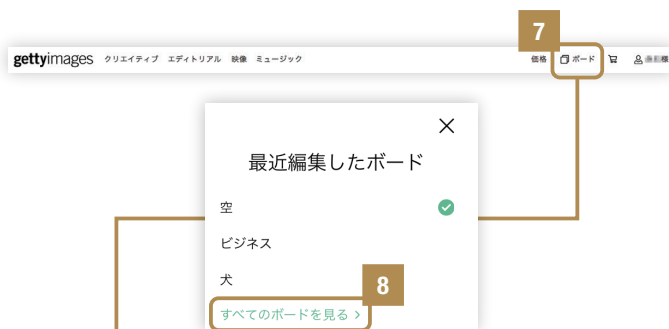 7
gettyimages クリエイティブ エディトリアル 映像 ミュージック 価格 ボード 様
最近編集したボード
空
ビジネス
犬
8
すべてのボードを見る >